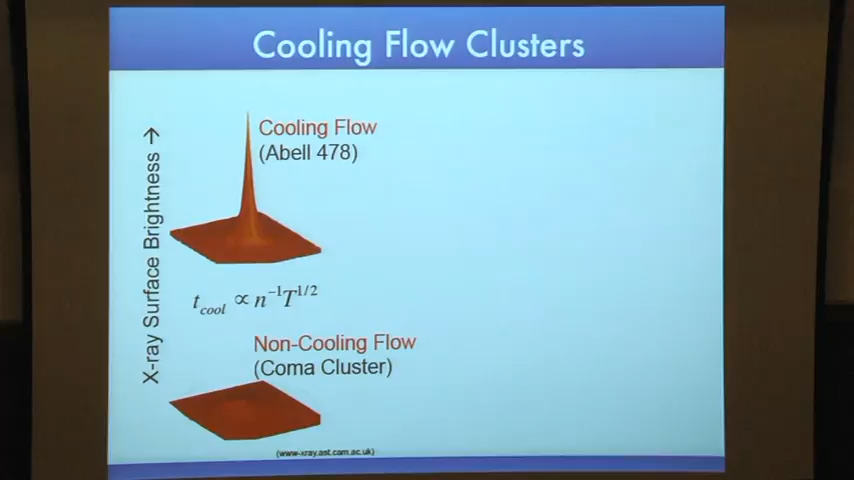 Cooling Flow Clusters
X-ray Surface Brightness →
Cooling Flow
(Abell 478)
t_cool ∝ n⁻¹T^1/2
Non-Cooling Flow
(Coma Cluster)
(www-xray.ast.cam.ac.uk)